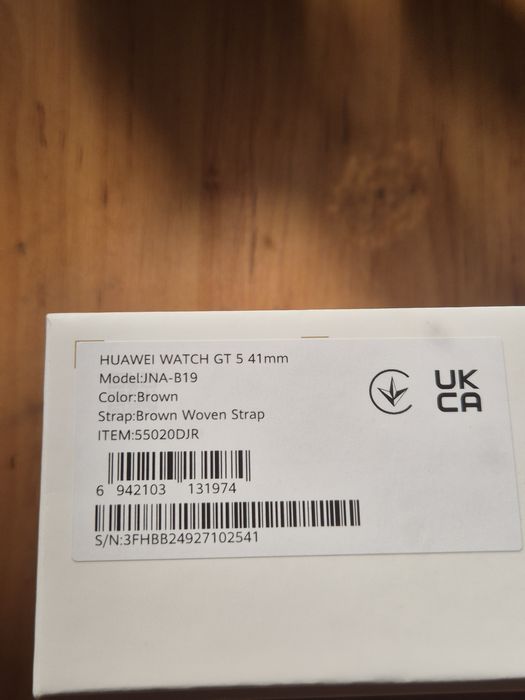 HUAWEI WATCH GT 5 41mm
Model:JNA-B19
Color:Brown
Strap:Brown Woven Strap
ITEM:55020DJR
6 942103 131974
S/N:3FHBB24927102541
UK
CA